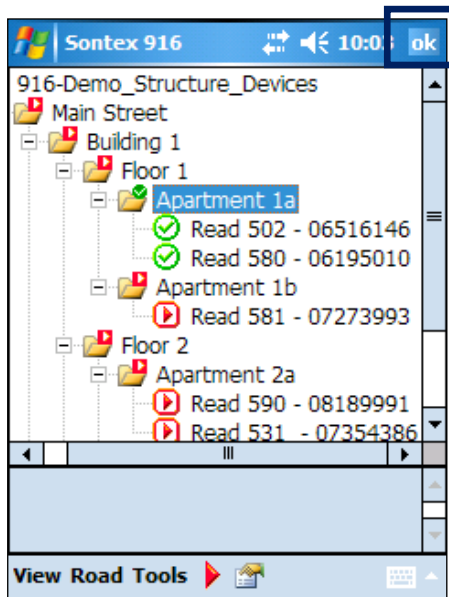 Sontex 916 10:03 ok
916-Demo_Structure_Devices
Main Street
Building 1
Floor 1
Apartment 1a
Read 502 - 06516146
Read 580 - 06195010
Apartment 1b
Read 581 - 07273993
Floor 2
Apartment 2a
Read 590 - 08189991
Read 531 - 07354386
View Road Tools